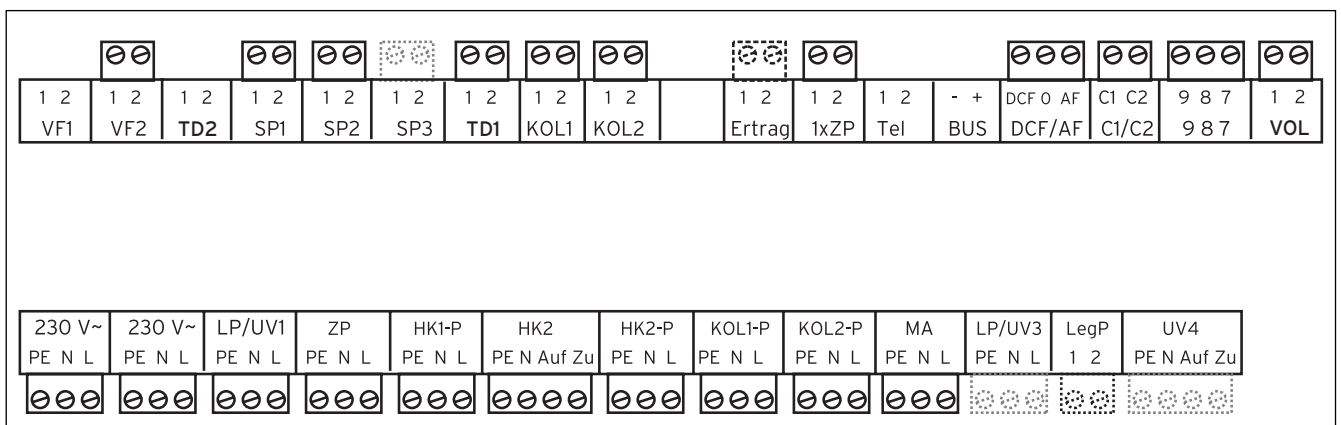 1 2 1 2 1 2 1 2 1 2 1 2 1 2 1 2 1 2 1 2 1 2 1 2 - + DCF O AF C1 C2 9 8 7 1 2
VF1 VF2 TD2 SP1 SP2 SP3 TD1 KOL1 KOL2 Ertrag 1xZP Tel BUS DCF/AF C1/C2 9 8 7 VOL
230 V~ 230 V~ LP/UV1 ZP HK1-P HK2 HK2-P KOL1-P KOL2-P MA LP/UV3 LegP UV4
PE N L PE N L PE N L PE N L PE N L PE N Auf Zu PE N L PE N L PE N L PE N L PE N L 1 2 PE N Auf Zu